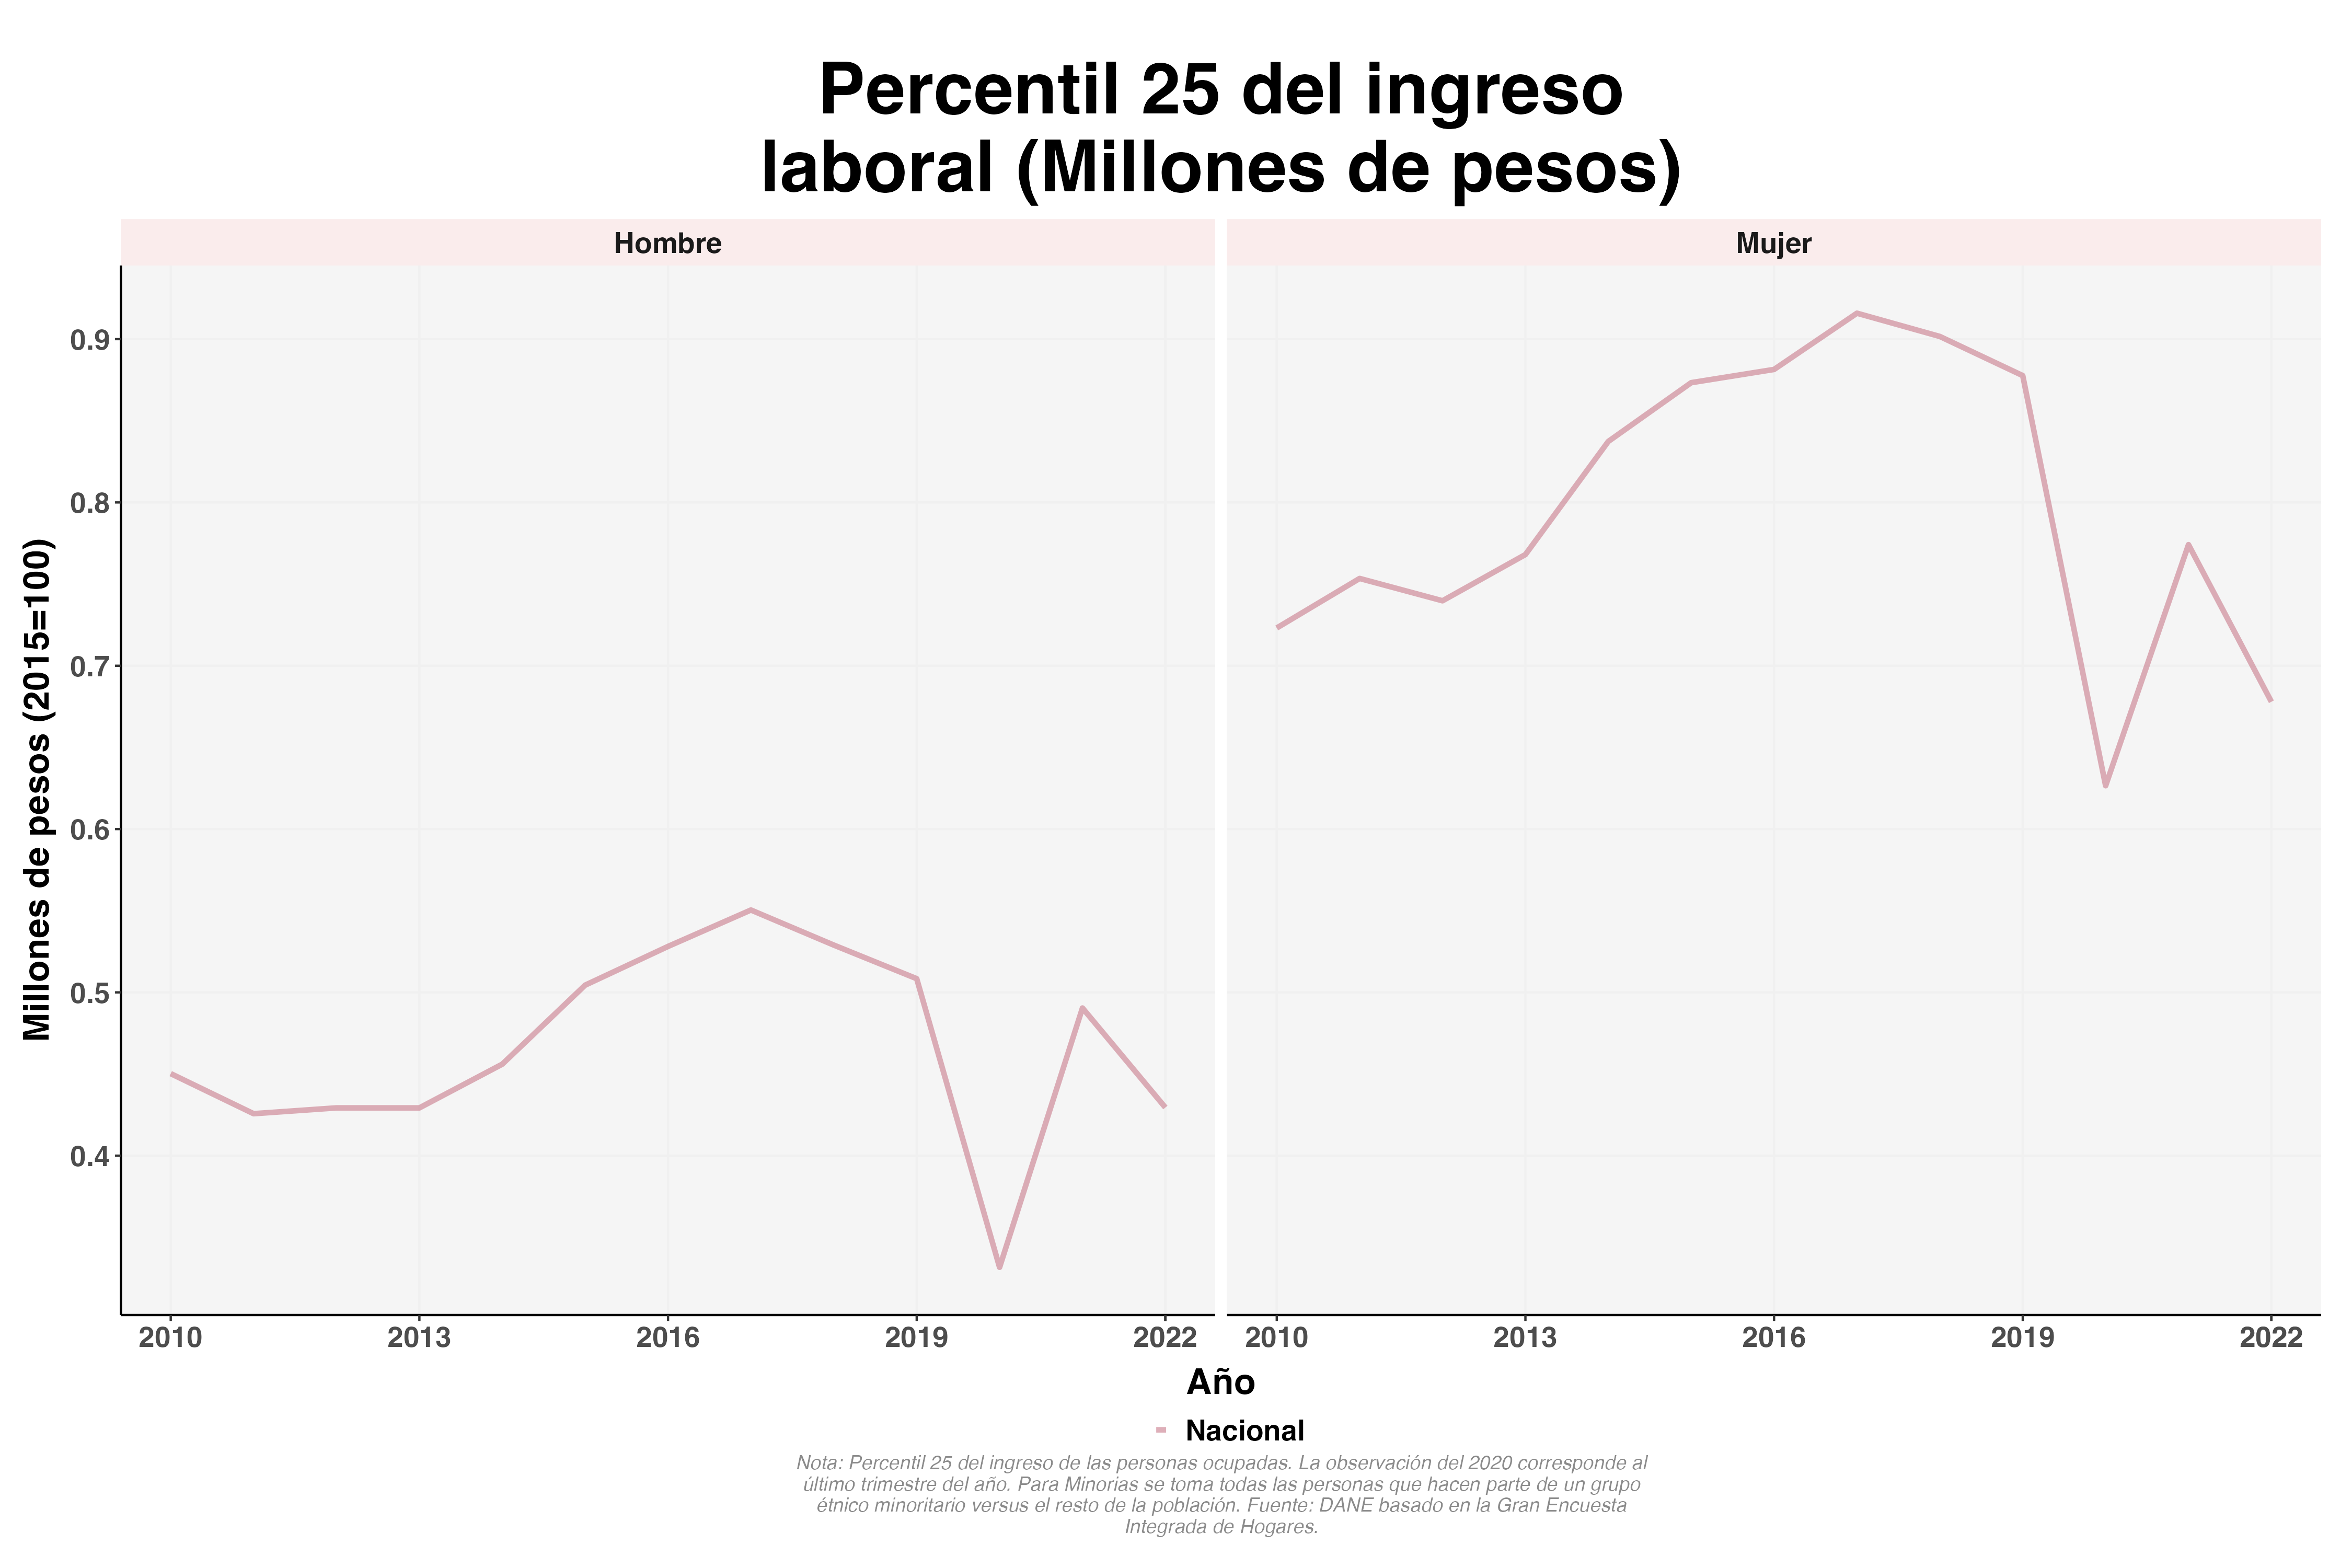 Percentil 25 del ingreso
laboral (Millones de pesos)
Hombre
Mujer
Millones de pesos (2015=100)
0.9
0.8
0.7
0.6
0.5
0.4
2010 2013 2016 2019 2022
2010 2013 2016 2019 2022
Año
Nacional
Nota: Percentil 25 del ingreso de las personas ocupadas. La observación del 2020 corresponde al
último trimestre del año. Para Minorias se toma todas las personas que hacen parte de un grupo
étnico minoritario versus el resto de la población. Fuente: DANE basado en la Gran Encuesta
Integrada de Hogares.